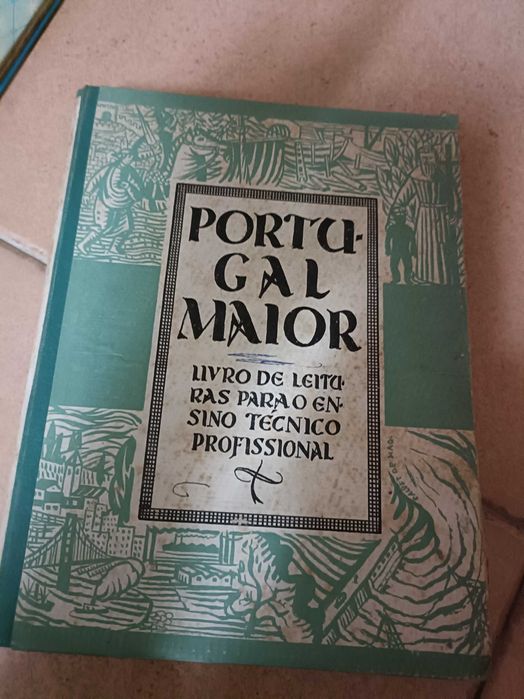 PORTU-
GAL
MAIOR
LIVRO DE LEITU-
RAS PARA O EN-
SINO TÉCNICO
PROFISSIONAL